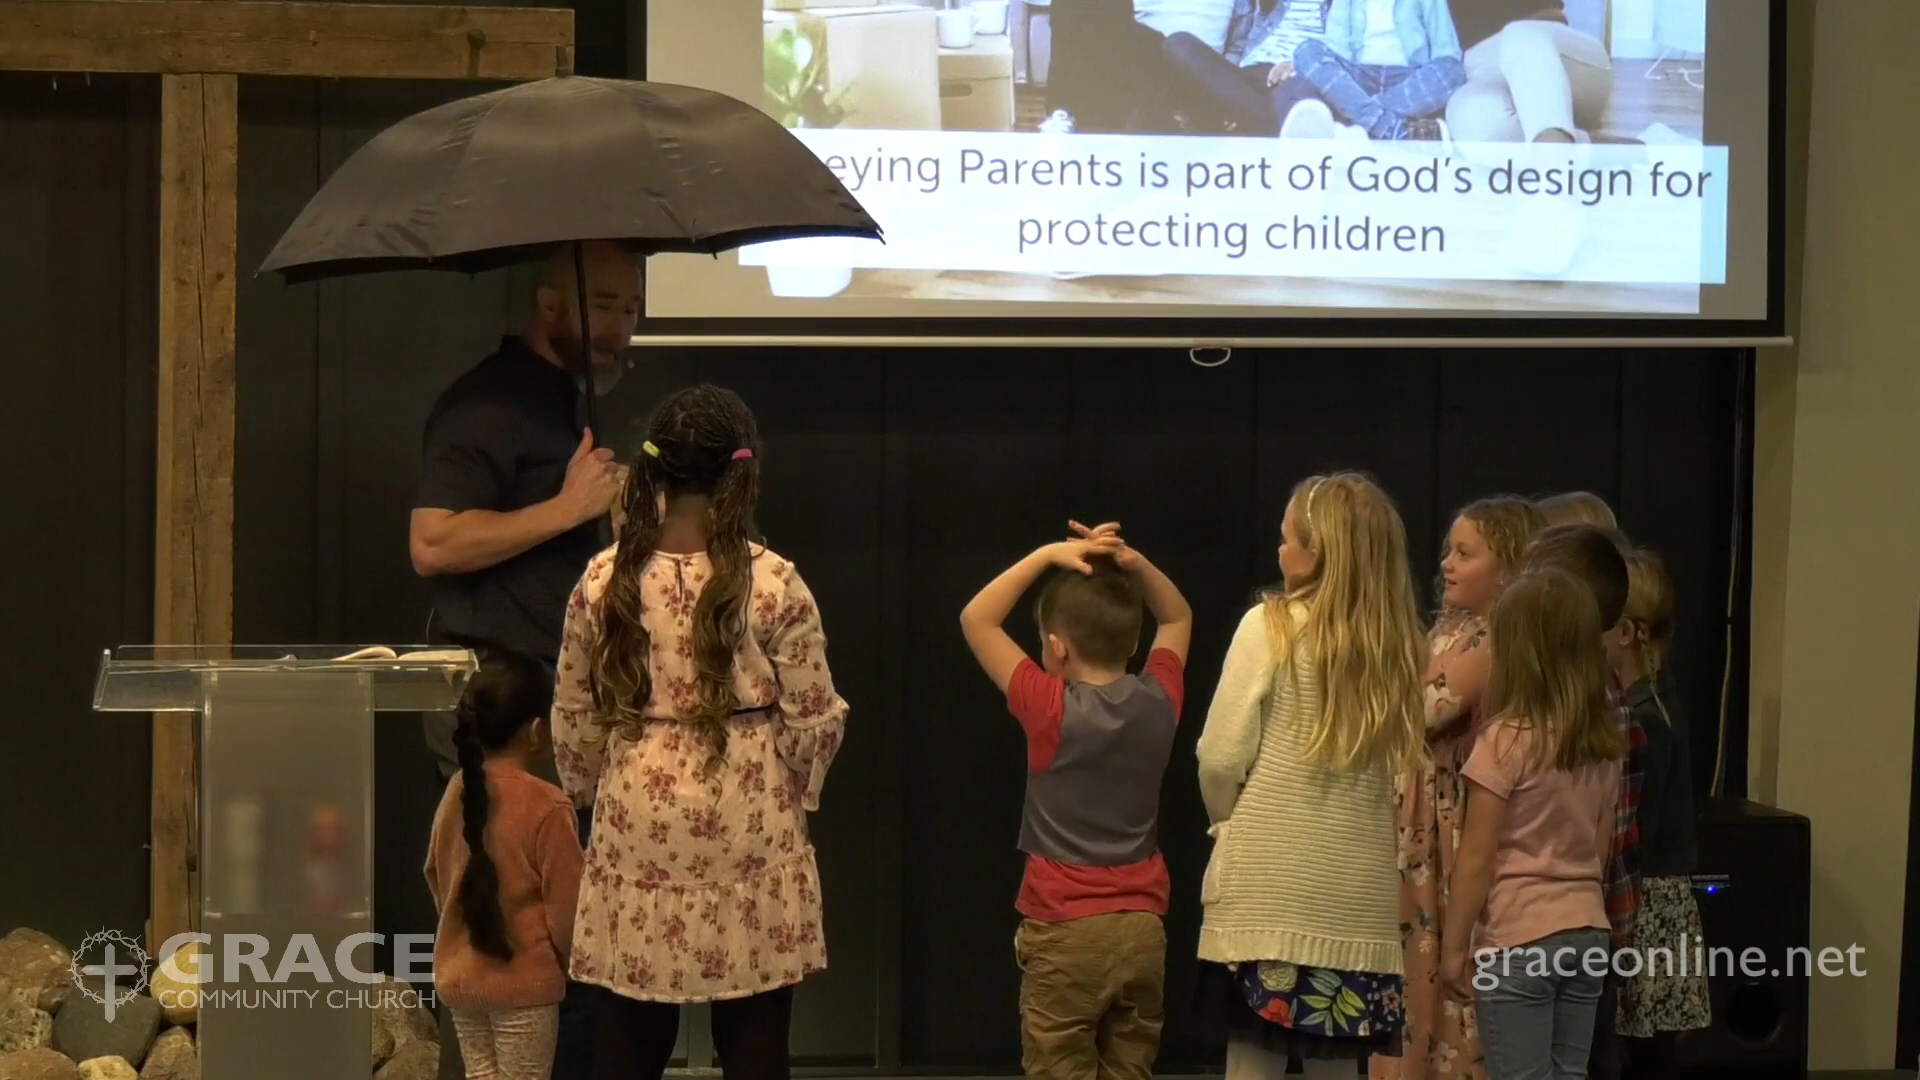 eying Parents is part of God's design for
protecting children
GRACE
COMMUNITY CHURCH
graceonline.net